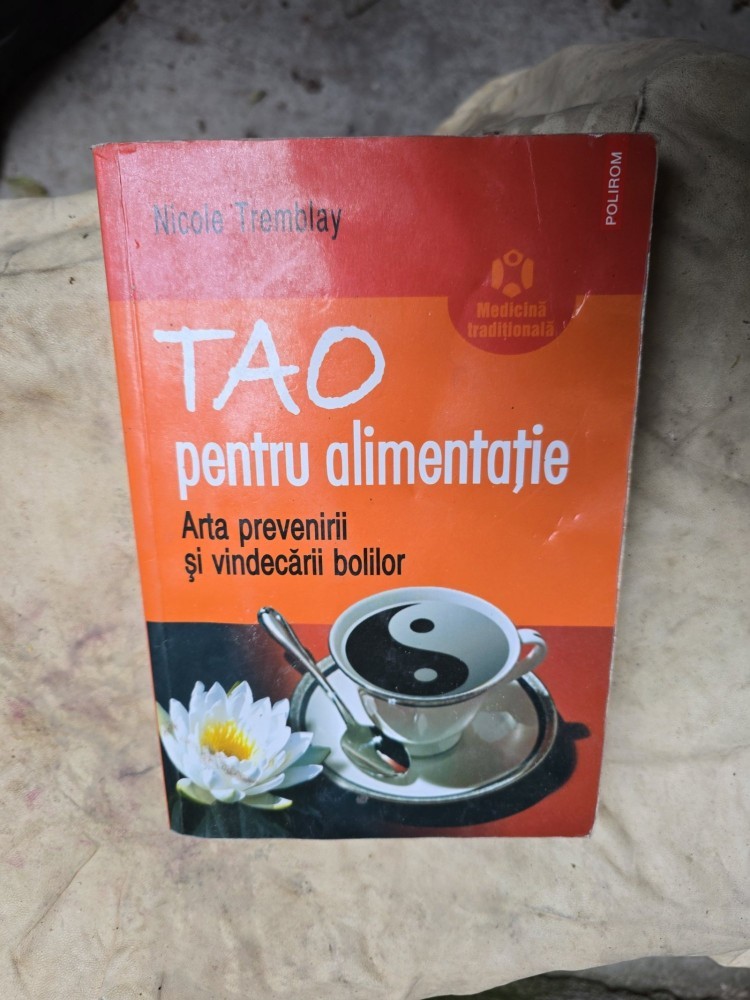 POLIROM
Nicole Tremblay
Medicină
tradițională
TAO
pentru alimentație
Arta prevenirii
și vindecării bolilor